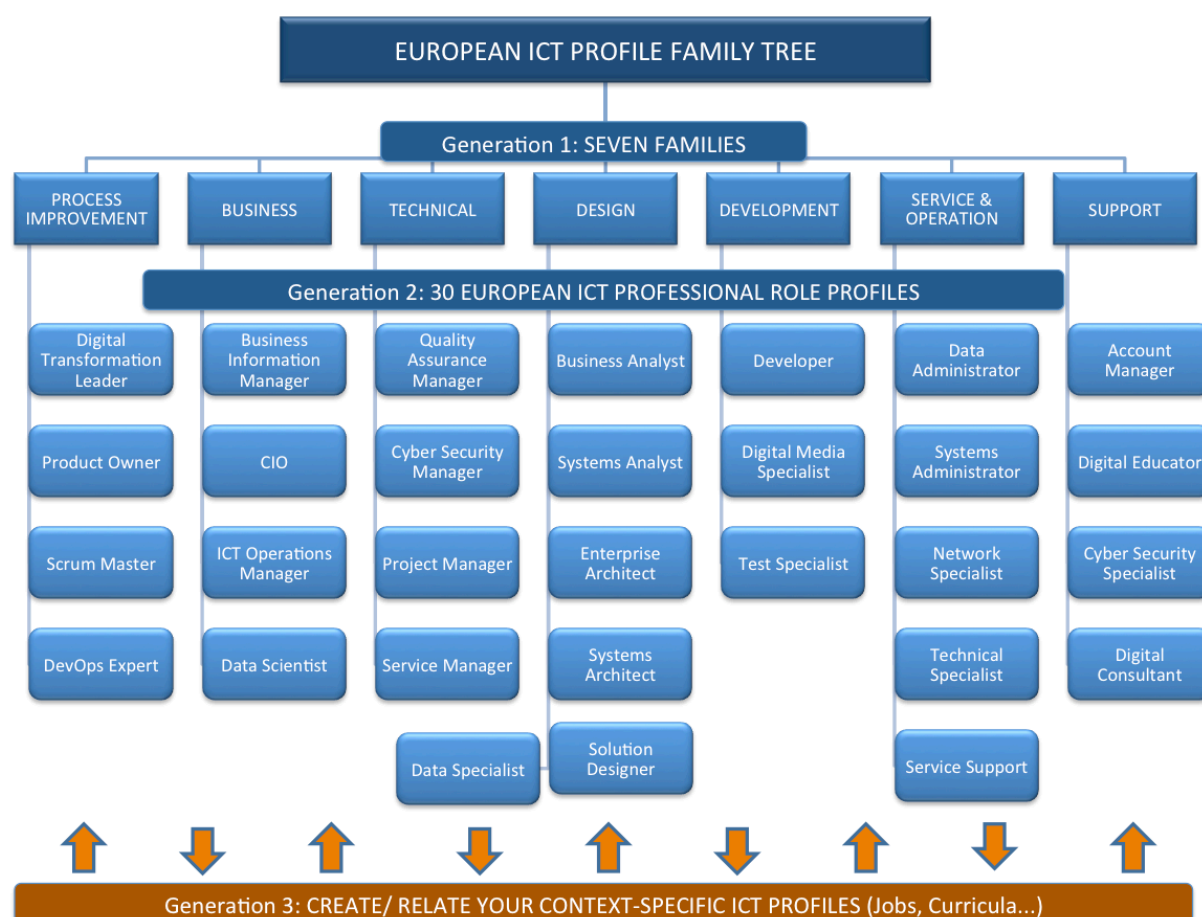 EUROPEAN ICT PROFILE FAMILY TREE
Generation 1: SEVEN FAMILIES
PROCESS
IMPROVEMENT
BUSINESS
TECHNICAL
DESIGN
DEVELOPMENT
SERVICE &
OPERATION
SUPPORT
Generation 2: 30 EUROPEAN ICT PROFESSIONAL ROLE PROFILES
Digital
Transformation
Leader
Business
Information
Manager
Quality
Assurance
Manager
Business Analyst
Developer
Data
Administrator
Account
Manager
Product Owner
CIO
Cyber Security
Manager
Systems Analyst
Digital Media
Specialist
Systems
Administrator
Digital Educator
Scrum Master
ICT Operations
Manager
Project Manager
Enterprise
Architect
Test Specialist
Network
Specialist
Cyber Security
Specialist
DevOps Expert
Data Scientist
Service Manager
Systems
Architect
Technical
Specialist
Digital
Consultant
Data Specialist
Solution
Designer
Service Support
Generation 3: CREATE/ RELATE YOUR CONTEXT-SPECIFIC ICT PROFILES (Jobs, Curricula...)